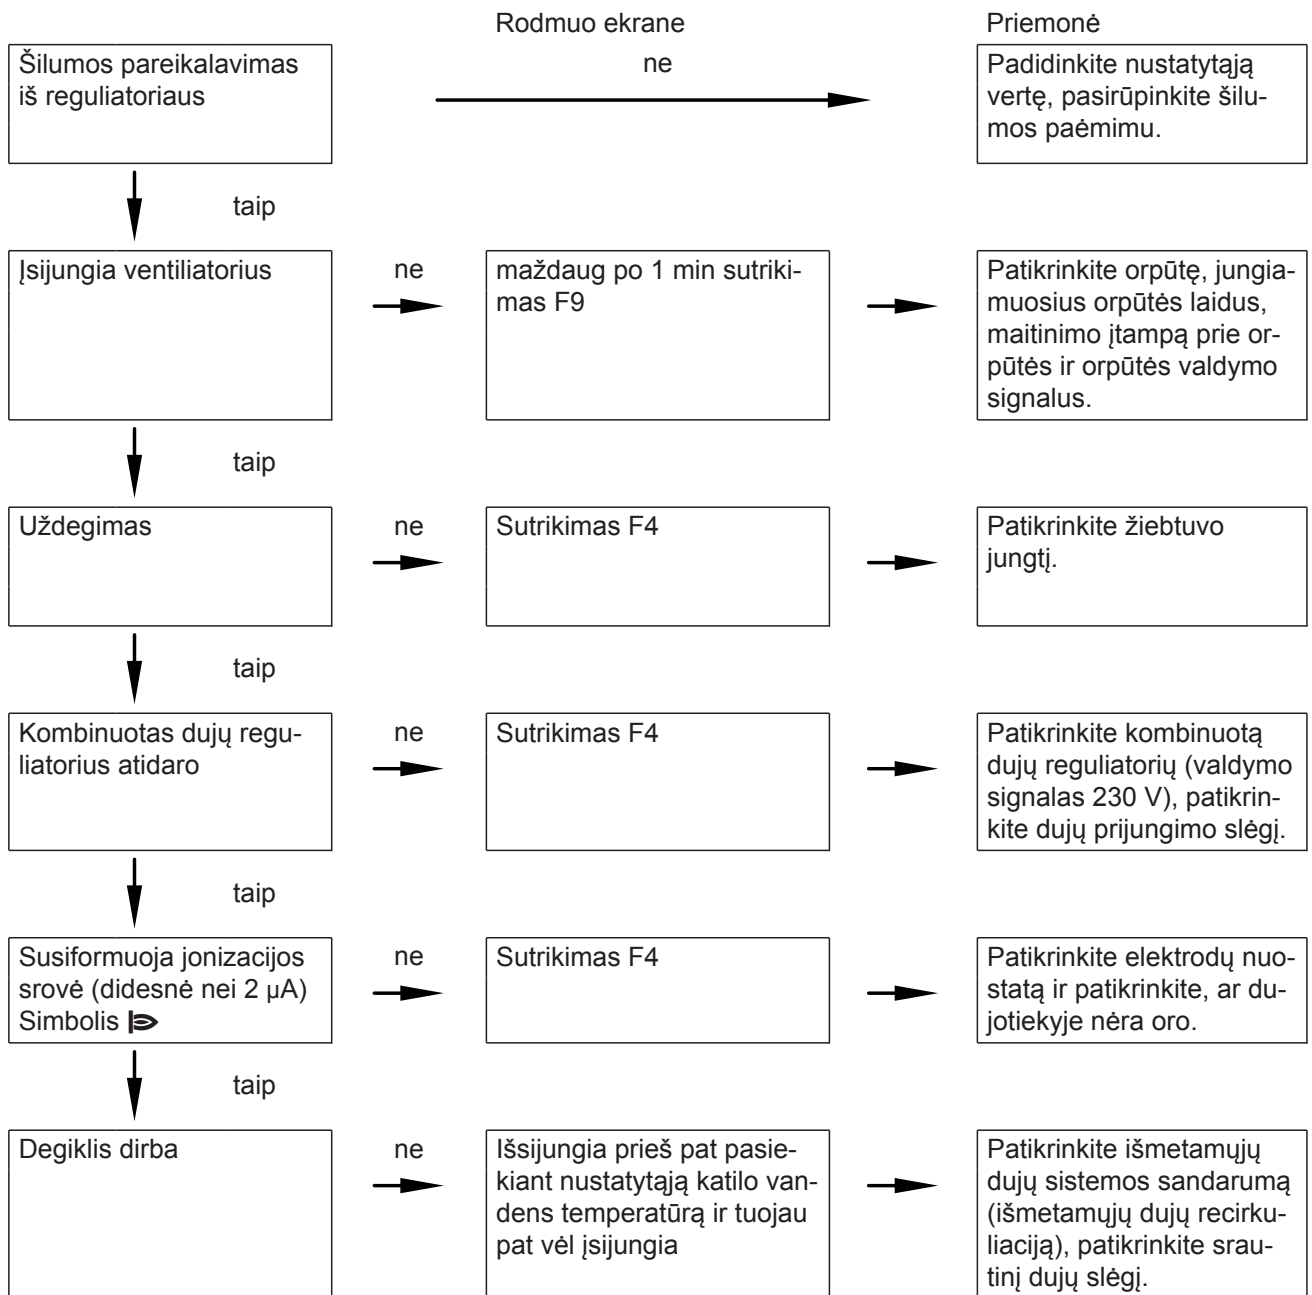 Rodmuo ekrane
Priemonė
Šilumos pareikalavimas
iš reguliatoriaus
ne
Padidinkite nustatytąją
vertę, pasirūpinkite šilu-
mos paėmimu.
taip
Įsijungia ventiliatorius
ne
maždaug po 1 min sutriki-
mas F9
Patikrinkite orpūtę, jungia-
muosius orpūtės laidus,
maitinimo įtampą prie or-
pūtės ir orpūtės valdymo
signalus.
taip
Uždegimas
ne
Sutrikimas F4
Patikrinkite žiebtuvo
jungtį.
taip
Kombinuotas dujų regu-
liatorius atidaro
ne
Sutrikimas F4
Patikrinkite kombinuotą
dujų reguliatorių (valdymo
signalas 230 V), patikrin-
kite dujų prijungimo slėgį.
taip
Susiformuoja jonizacijos
srovė (didesnė nei 2 μA)
Simbolis
ne
Sutrikimas F4
Patikrinkite elektrodų nuo-
statą ir patikrinkite, ar du-
jotiekyje nėra oro.
taip
Degiklis dirba
ne
Išsijungia prieš pat pasie-
kiant nustatytąją katilo van-
dens temperatūrą ir tuojau
pat vėl įsijungia
Patikrinkite išmetamųjų
dujų sistemos sandarumą
(išmetamųjų dujų recirku-
liaciją), patikrinkite srau-
tinį dujų slėgį.